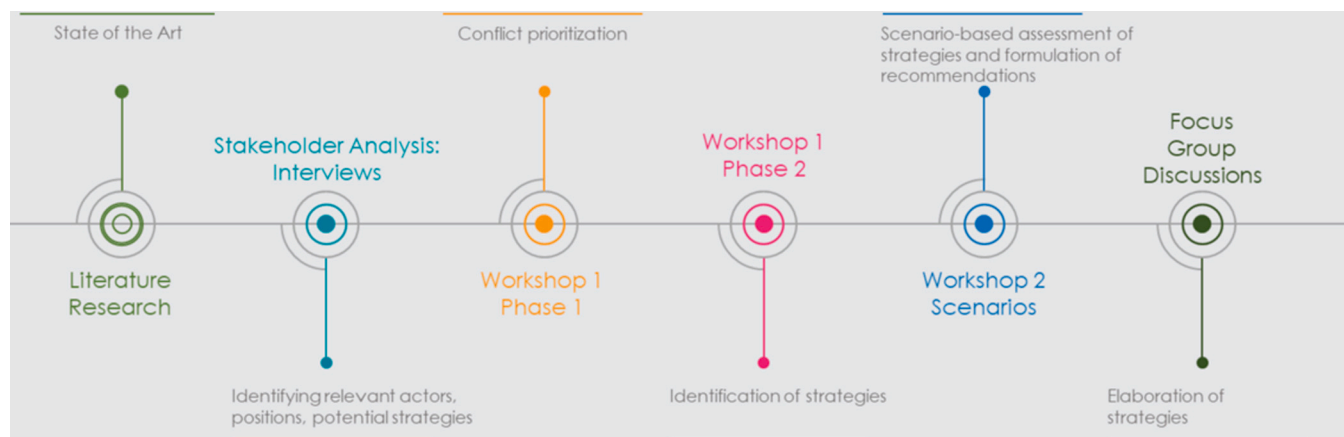 State of the Art
Conflict prioritization
Scenario-based assessment of
strategies and formulation of
recommendations
Stakeholder Analysis:
Interviews
Workshop 1
Phase 2
Focus
Group
Discussions
Literature
Research
Workshop 1
Phase 1
Workshop 2
Scenarios
Identifying relevant actors,
positions, potential strategies
Identification of strategies
Elaboration of
strategies